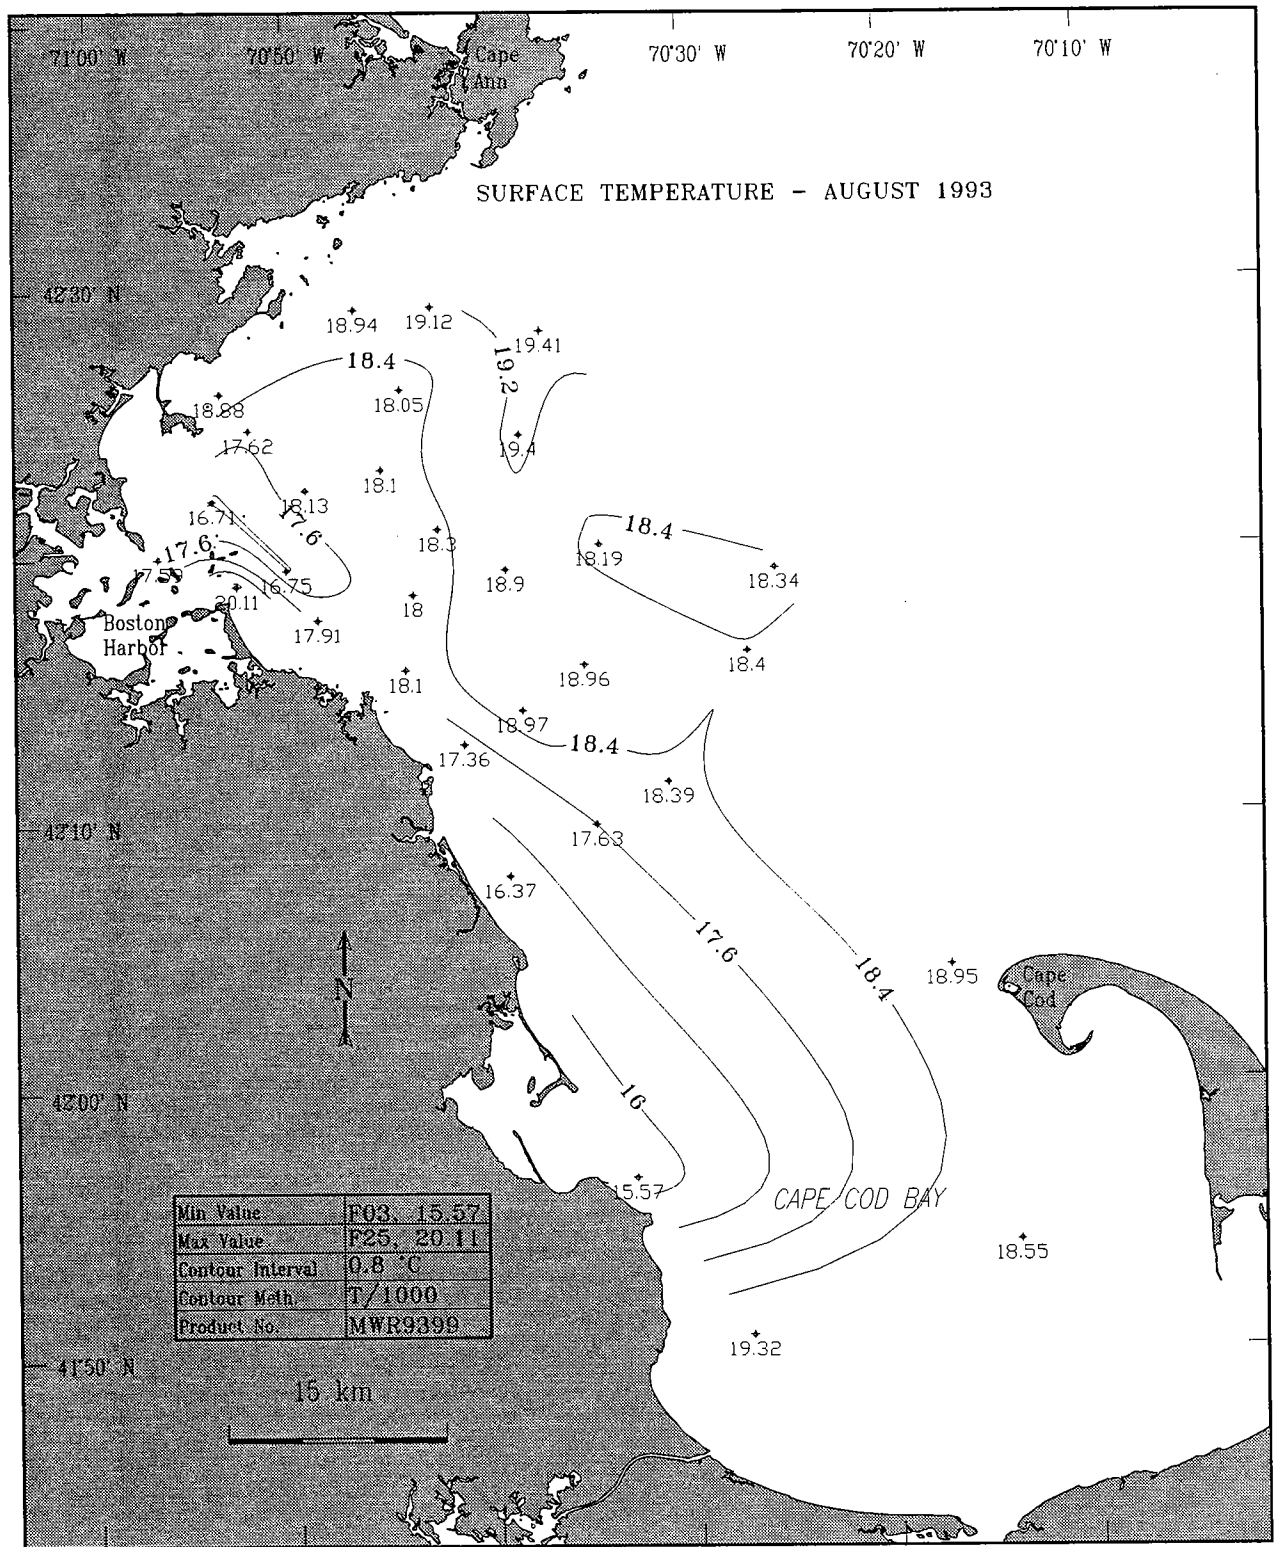 71°00' W
70°50' W
70°30' W
70°20' W
70°10' W
Cape
Ann
SURFACE TEMPERATURE - AUGUST 1993
42°30' N
18.94
19.12
19.41
18.4
19.2
18.88
18.05
17.62
19.4
18.1
18.13
16.71
17.6
18.3
18.4
17.6
18.19
17.59
16.75
18.9
18.34
20.11
18
Boston
Harbor
17.91
18.4
18.1
18.96
18.97
18.4
17.36
18.39
42°10' N
17.63
16.37
17.6
18.4
18.95
Cape
Cod
N
16
42°00' N
15.57
CAPE COD BAY
Min Value F03, 15.57
Max Value F25, 20.11
Contour Interval 0.8 °C
Contour Meth. T/1000
Product No. MWR9399
18.55
19.32
41°50' N
15 km